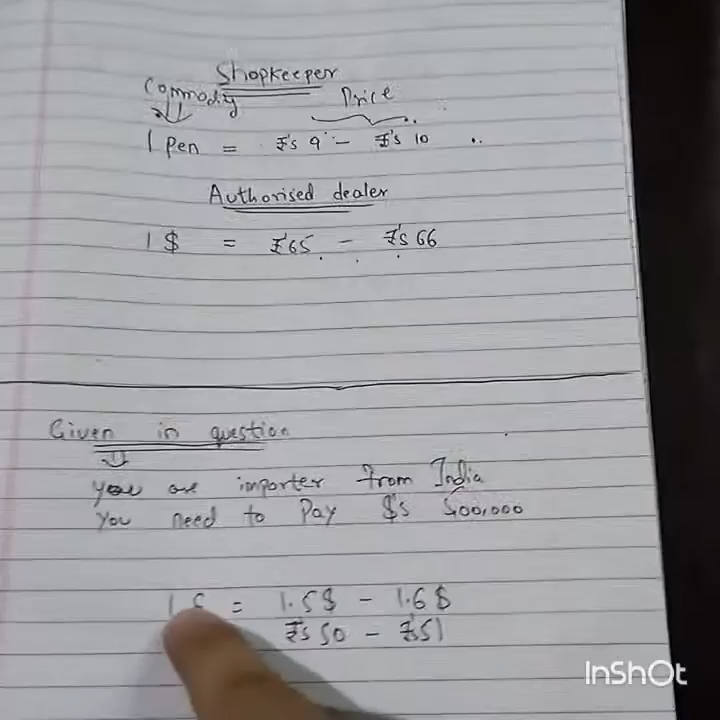 Shopkeeper
Commodity Price
1 Pen = ₹'s 9 - ₹'s 10
Authorised dealer
1 $ = ₹65 - ₹'s 66
Given in question
you are importer from India
You need to Pay $'s 500,000
1 = 1.5$ - 1.6$
₹'s 50 - ₹51
InShOt